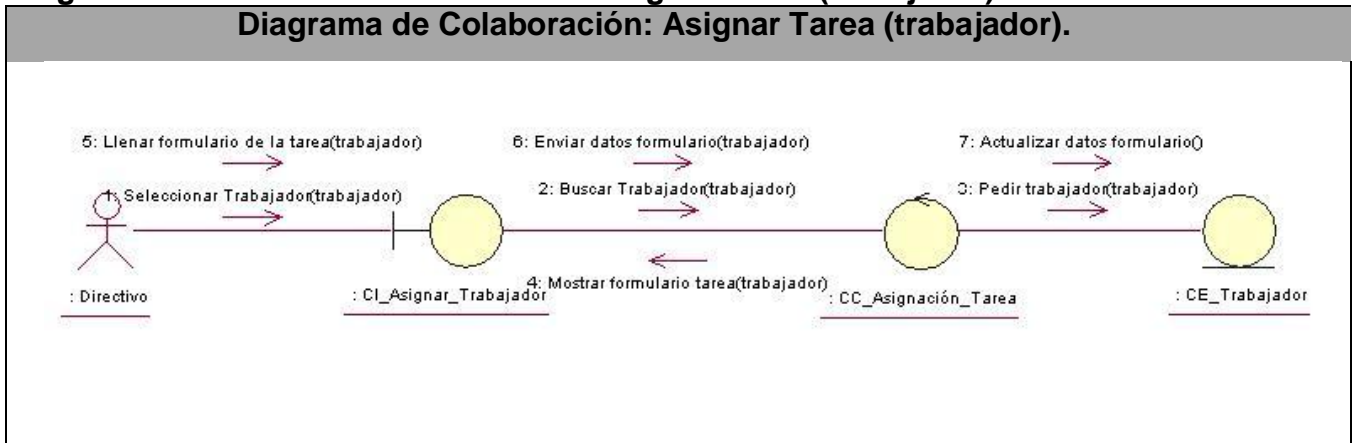 Diagrama de Colaboración: Asignar Tarea (trabajador).
5: Llenar formulario de la tarea(trabajador)
6: Enviar datos formulario(trabajador)
7: Actualizar datos formulario()
1: Seleccionar Trabajador(trabajador)
2: Buscar Trabajador(trabajador)
3: Pedir trabajador(trabajador)
4: Mostrar formulario tarea(trabajador)
: Directivo
: CI_Asignar_Trabajador
: CC_Asignación_Tarea
: CE_Trabajador